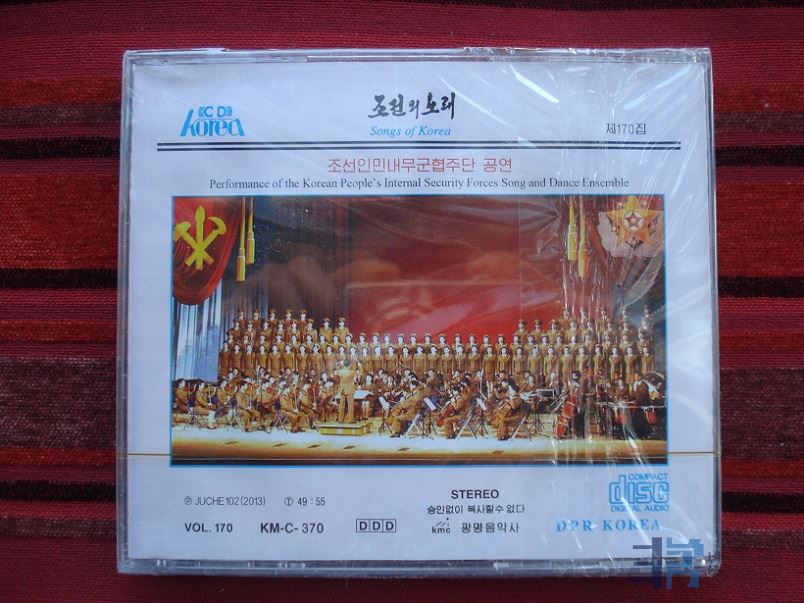 CD
Korea
조선의 노래
Songs of Korea
제170집
조선인민내무군협주단 공연
Performance of the Korean People's Internal Security Forces Song and Dance Ensemble
Ⓟ JUCHE 102 (2013) Ⓣ 49 : 55
VOL. 170 KM-C- 370 DDD
STEREO
승인없이 복사할수 없다
kmc 광명음악사
COMPACT
disc
DIGITAL AUDIO
DPR KOREA